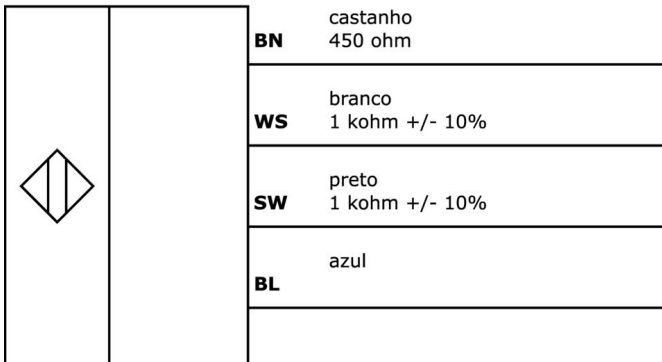 castanho
BN 450 ohm
branco
WS 1 kohm +/- 10%
preto
SW 1 kohm +/- 10%
azul
BL